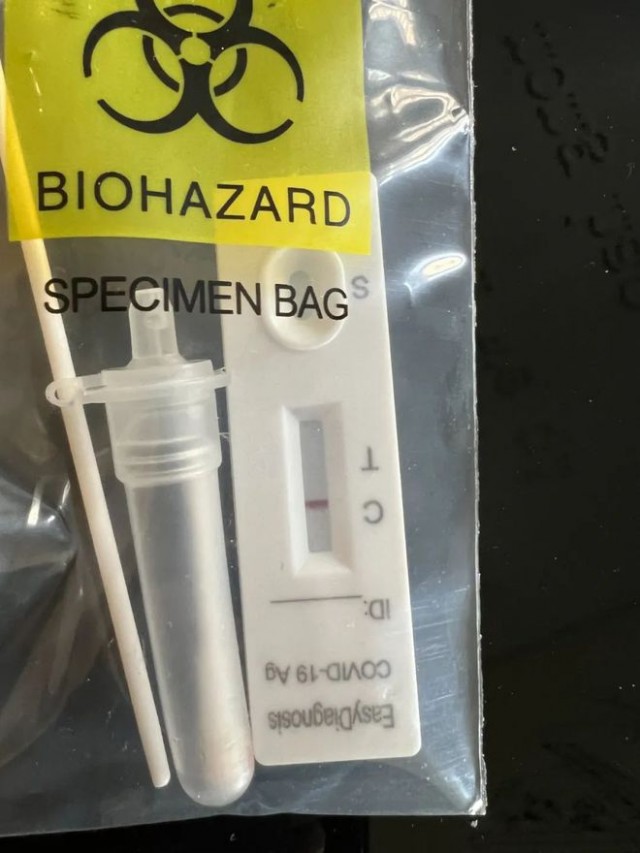 BIOHAZARD
SPECIMEN BAG
S
T
C
ID:
COVID-19 Ag
EasyDiagnosis